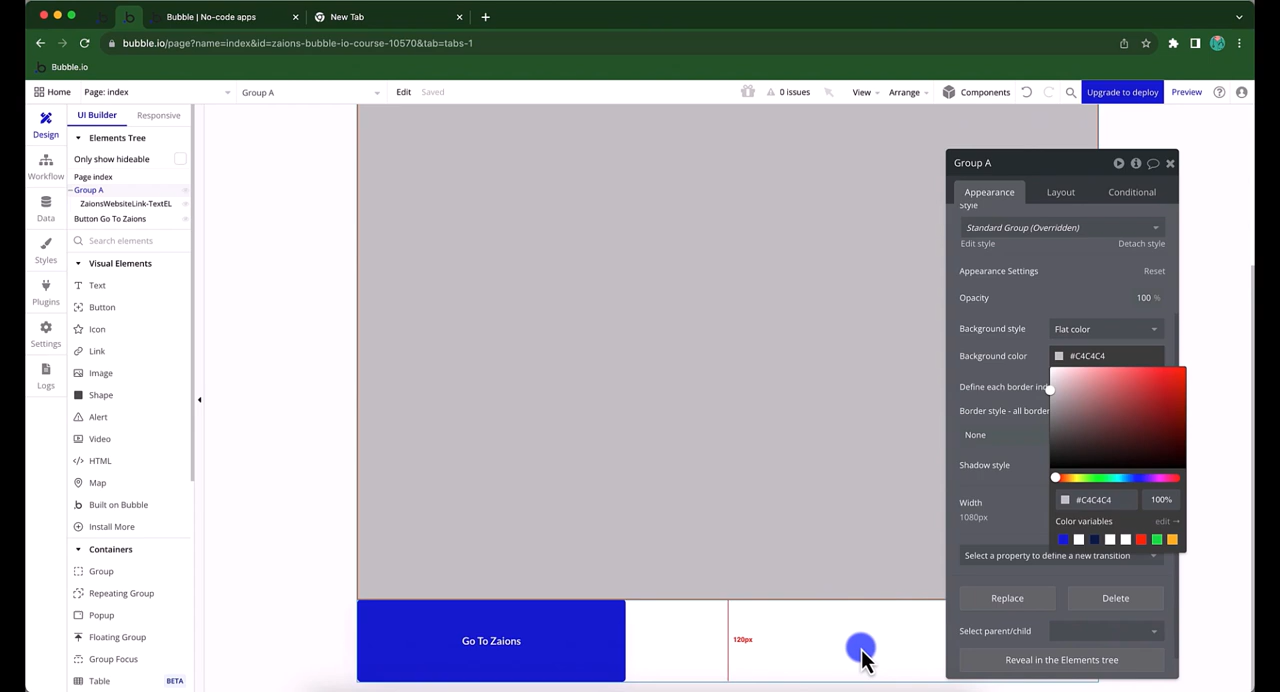 Bubble | No-code apps
New Tab
bubble.io/page?name=index&id=zaions-bubble-io-course-10570&tab=tabs-1
Bubble.io
Home
Page: index
Group A
Edit
Saved
0 issues
View
Arrange
Components
Upgrade to deploy
Preview
Design
Workflow
Data
Styles
Plugins
Settings
Logs
UI Builder
Responsive
Elements Tree
Only show hideable
Page index
Group A
ZaionsWebsiteLink-TextEL
Button Go To Zaions
Search elements
Visual Elements
Text
Button
Icon
Link
Image
Shape
Alert
Video
HTML
Map
Built on Bubble
Install More
Containers
Group
Repeating Group
Popup
Floating Group
Group Focus
Table BETA
Go To Zaions
120px
Group A
Appearance
Layout
Conditional
Style
Standard Group (Overridden)
Edit style
Detach style
Appearance Settings
Reset
Opacity
100 %
Background style
Flat color
Background color
#C4C4C4
Define each border ind
Border style - all border
None
Shadow style
#C4C4C4
100%
Width
1080px
Color variables
edit →
Select a property to define a new transition
Replace
Delete
Select parent/child
Reveal in the Elements tree